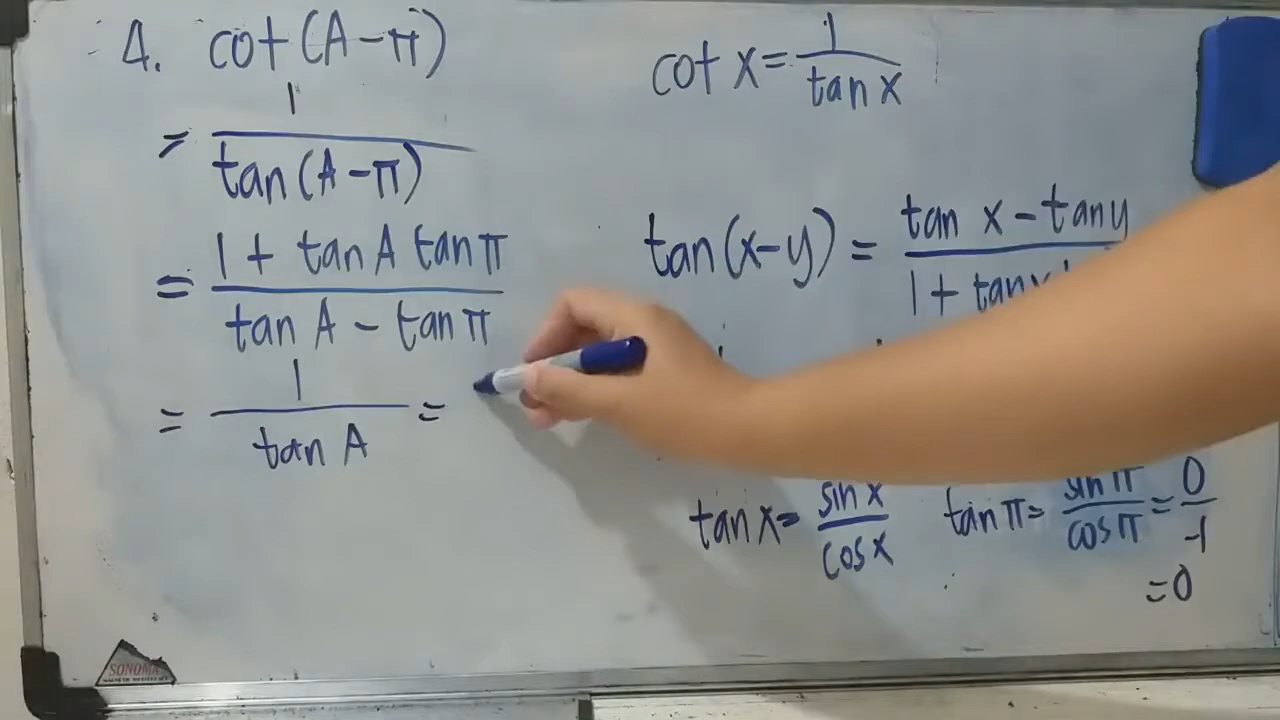 4. cot(A-π)
= 1 / tan(A-π)
= 1 + tan A tan π / tan A - tan π
= 1 / tan A =
cot x = 1 / tan x
tan(x-y) = tan x - tan y / 1 + tan
tan x = sin x / cos x
tan π = sin π / cos π = 0 / -1
= 0
SONOMA